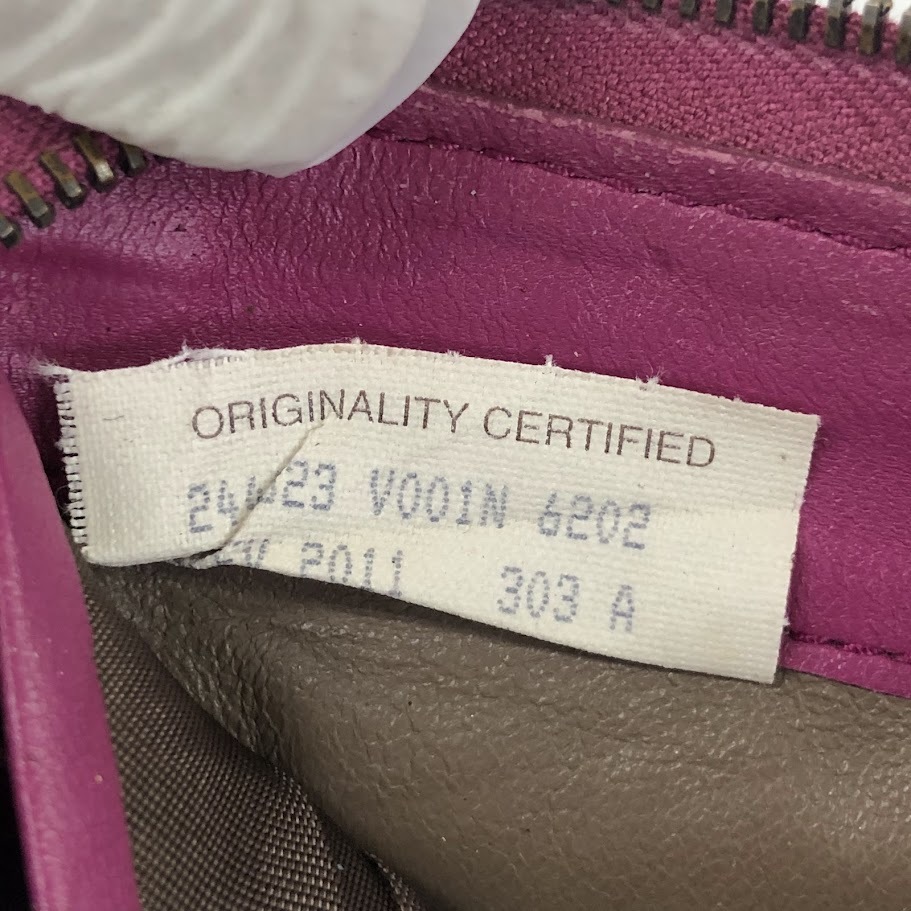 ORIGINALITY CERTIFIED
V001N 6202
2011 303 A